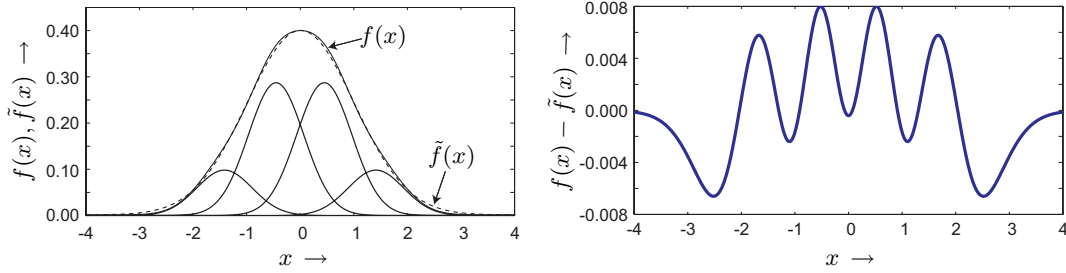 0.40
0.30
0.20
0.10
0.00
-4 -3 -2 -1 0 1 2 3 4
x →
f(x), f̃(x) →
f(x)
f̃(x)
0.008
0.004
0.000
-0.004
-0.008
-4 -3 -2 -1 0 1 2 3 4
x →
f(x) − f̃(x) →